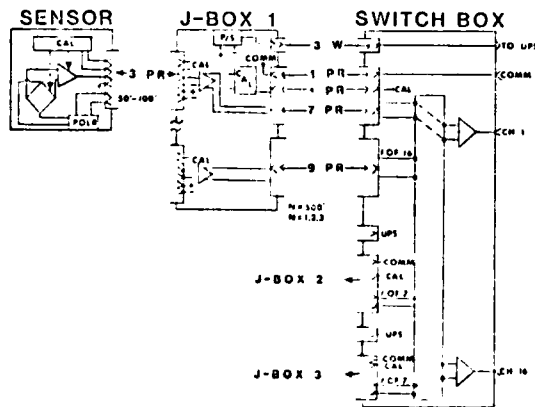 SENSOR
J-BOX 1
SWITCH BOX
CAL
3 PR
50'-100'
P/S
COMM
CAL
3 W
1 PR
PR
7 PR
TO UPS
COMM
CAL
CH 1
CAL
9 PR
1 OF 16
N = 500'
N = 1,2,3
UPS
J-BOX 2
COMM
CAL
1 OF 7
UPS
J-BOX 3
COMM
CAL
1 OF 7
CH 16